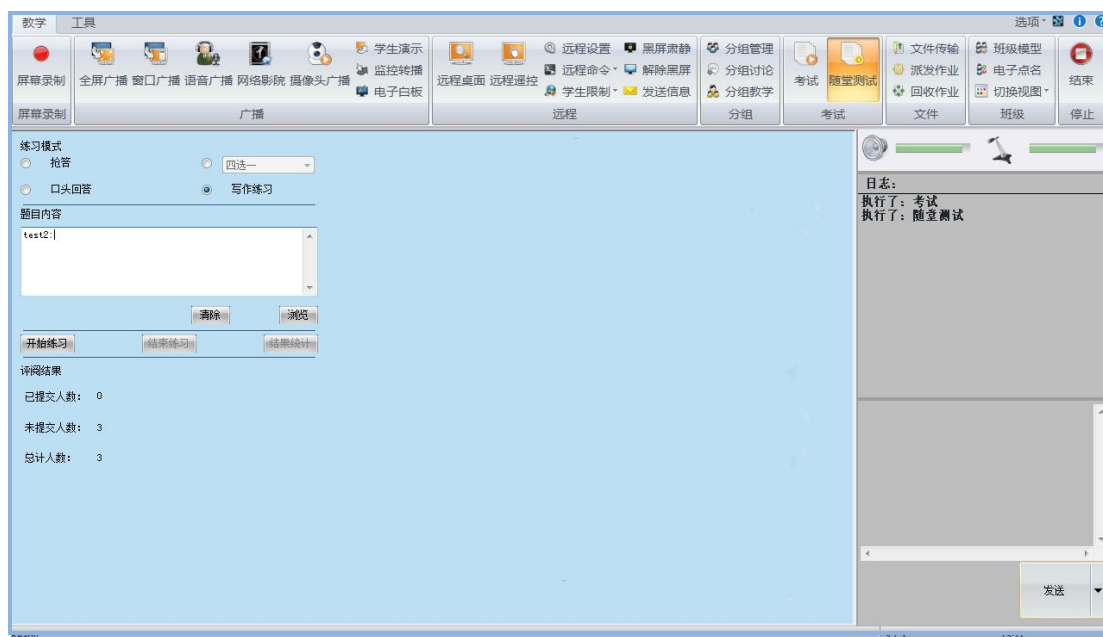 教学 工具 选项
屏幕录制 全屏广播 窗口广播 语音广播 网络影院 摄像头广播 学生演示 监控转播 电子白板 远程桌面 远程遥控 远程设置 黑屏肃静 远程命令 解除黑屏 学生限制 发送信息 分组管理 分组讨论 分组教学 考试 随堂测试 文件传输 派发作业 回收作业 班级模型 电子点名 切换视图 结束
屏幕录制 广播 远程 分组 考试 文件 班级 停止
练习模式
抢答 四选一
口头回答 写作练习
题目内容
test2:
清除 浏览
开始练习 结束练习 结果统计
评阅结果
已提交人数: 0
未提交人数: 3
总计人数: 3
日志:
执行了: 考试
执行了: 随堂测试
发送